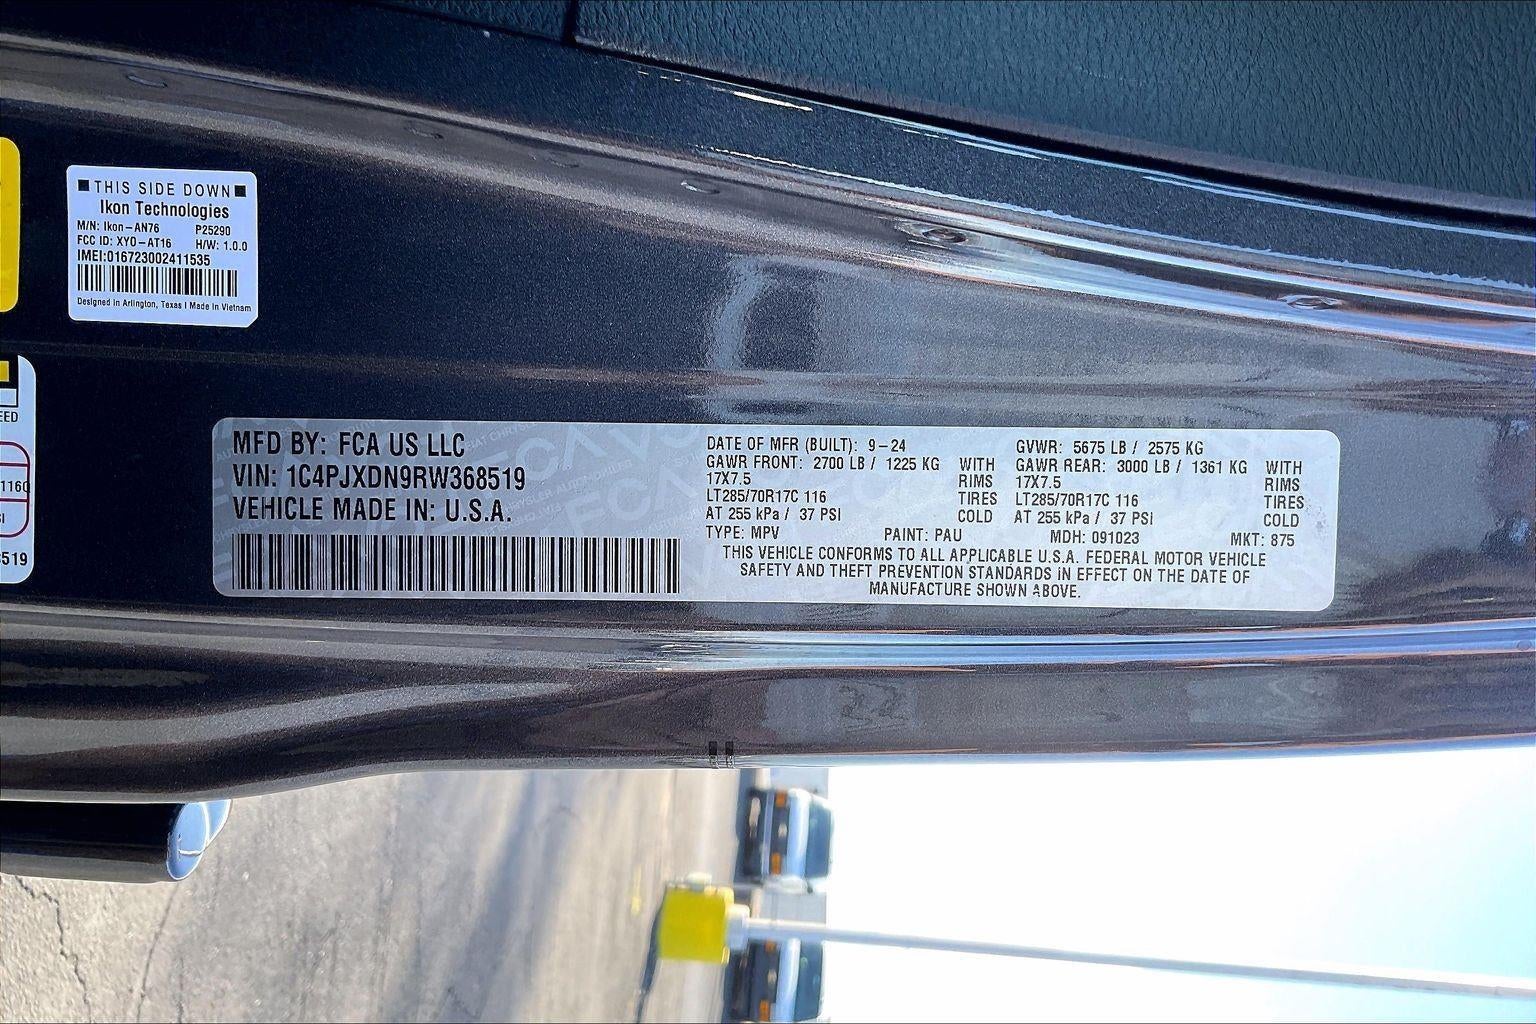 THIS SIDE DOWN
Ikon Technologies
M/N: Ikon-AN76 P25290
FCC ID: XYO-AT16 H/W: 1.0.0
IMEI:016723002411535
Designed in Arlington, Texas | Made in Vietnam
EED
1160
SI
8519
MFD BY: FCA US LLC
VIN: 1C4PJXDN9RW368519
VEHICLE MADE IN: U.S.A.
DATE OF MFR (BUILT): 9-24 GVWR: 5675 LB / 2575 KG
GAWR FRONT: 2700 LB / 1225 KG WITH GAWR REAR: 3000 LB / 1361 KG WITH
17X7.5 RIMS 17X7.5 RIMS
LT285/70R17C 116 TIRES LT285/70R17C 116 TIRES
AT 255 kPa / 37 PSI COLD AT 255 kPa / 37 PSI COLD
TYPE: MPV PAINT: PAU MDH: 091023 MKT: 875
THIS VEHICLE CONFORMS TO ALL APPLICABLE U.S.A. FEDERAL MOTOR VEHICLE
SAFETY AND THEFT PREVENTION STANDARDS IN EFFECT ON THE DATE OF
MANUFACTURE SHOWN ABOVE.